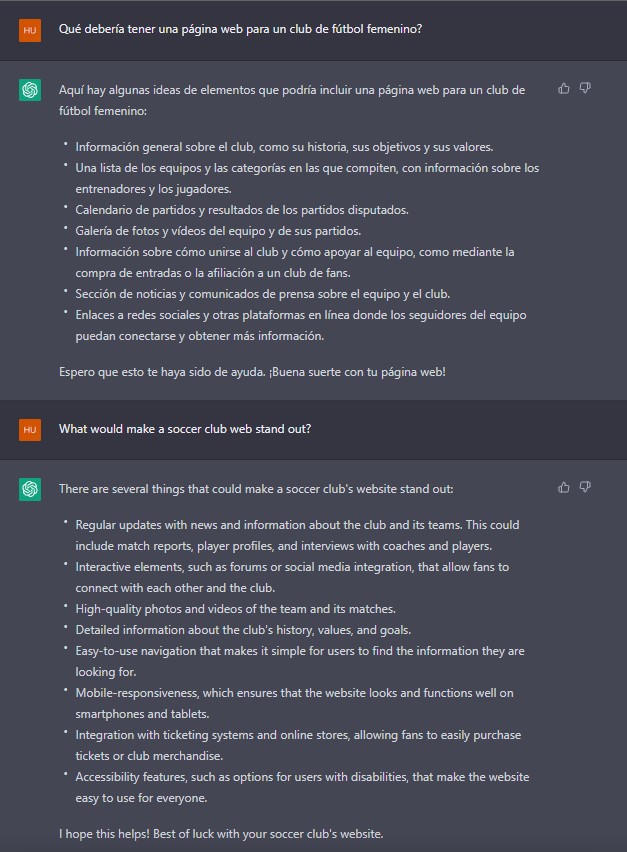 HU
Qué debería tener una página web para un club de fútbol femenino?
Aquí hay algunas ideas de elementos que podría incluir una página web para un club de
fútbol femenino:
• Información general sobre el club, como su historia, sus objetivos y sus valores.
• Una lista de los equipos y las categorías en las que compiten, con información sobre los
entrenadores y los jugadores.
• Calendario de partidos y resultados de los partidos disputados.
• Galería de fotos y vídeos del equipo y de sus partidos.
• Información sobre cómo unirse al club y cómo apoyar al equipo, como mediante la
compra de entradas o la afiliación a un club de fans.
• Sección de noticias y comunicados de prensa sobre el equipo y el club.
• Enlaces a redes sociales y otras plataformas en línea donde los seguidores del equipo
puedan conectarse y obtener más información.
Espero que esto te haya sido de ayuda. ¡Buena suerte con tu página web!
HU
What would make a soccer club web stand out?
There are several things that could make a soccer club's website stand out:
• Regular updates with news and information about the club and its teams. This could
include match reports, player profiles, and interviews with coaches and players.
• Interactive elements, such as forums or social media integration, that allow fans to
connect with each other and the club.
• High-quality photos and videos of the team and its matches.
• Detailed information about the club's history, values, and goals.
• Easy-to-use navigation that makes it simple for users to find the information they are
looking for.
• Mobile-responsiveness, which ensures that the website looks and functions well on
smartphones and tablets.
• Integration with ticketing systems and online stores, allowing fans to easily purchase
tickets or club merchandise.
• Accessibility features, such as options for users with disabilities, that make the website
easy to use for everyone.
I hope this helps! Best of luck with your soccer club's website.